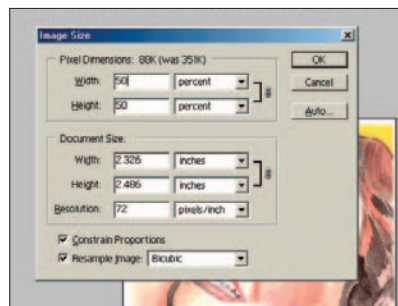 Image Size
Pixel Dimensions: 88K (was 351K)
Width: 50 percent
Height: 50 percent
OK
Cancel
Auto...
Document Size:
Width: 2.326 inches
Height: 2.486 inches
Resolution: 72 pixels/inch
Constrain Proportions
Resample Image: Bicubic